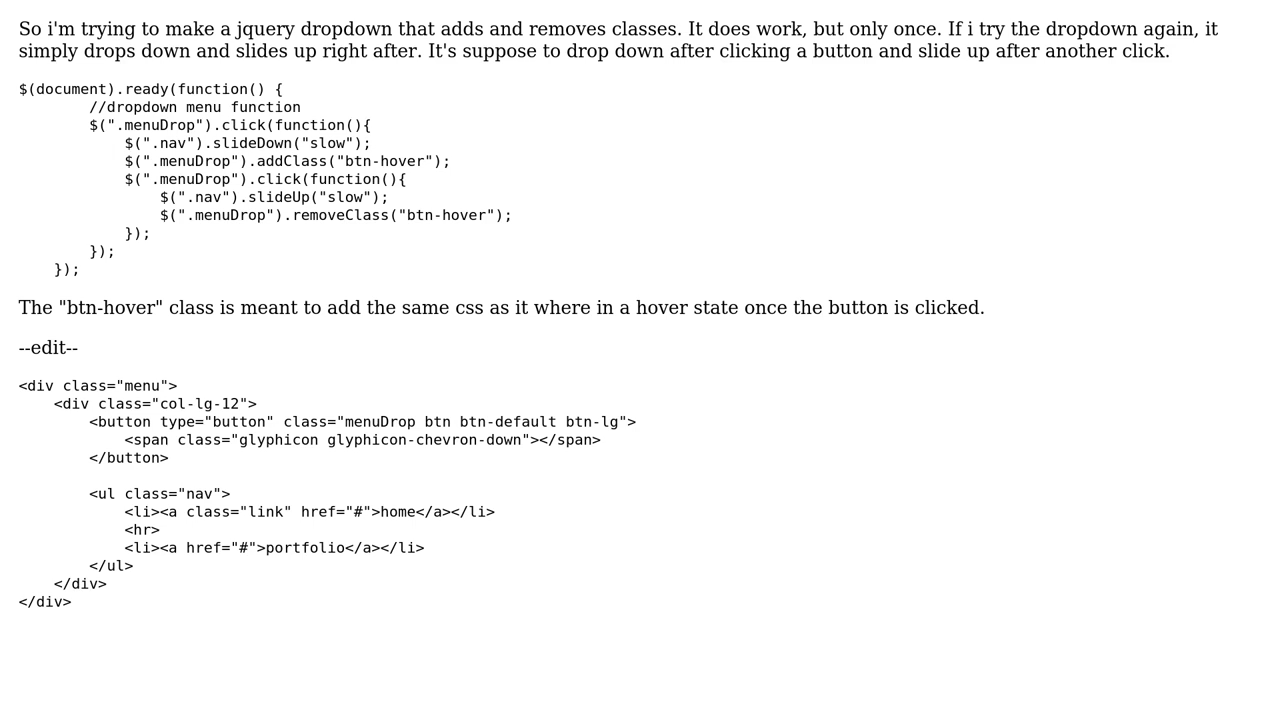 So i'm trying to make a jquery dropdown that adds and removes classes. It does work, but only once. If i try the dropdown again, it
simply drops down and slides up right after. It's suppose to drop down after clicking a button and slide up after another click.
$(document).ready(function() {
        //dropdown menu function
        $(".menuDrop").click(function(){
            $(".nav").slideDown("slow");
            $(".menuDrop").addClass("btn-hover");
            $(".menuDrop").click(function(){
                $(".nav").slideUp("slow");
                $(".menuDrop").removeClass("btn-hover");
            });
        });
    });
The "btn-hover" class is meant to add the same css as it where in a hover state once the button is clicked.
--edit--
<div class="menu">
    <div class="col-lg-12">
        <button type="button" class="menuDrop btn btn-default btn-lg">
            <span class="glyphicon glyphicon-chevron-down"></span>
        </button>
        <ul class="nav">
            <li><a class="link" href="#">home</a></li>
            <hr>
            <li><a href="#">portfolio</a></li>
        </ul>
    </div>
</div>